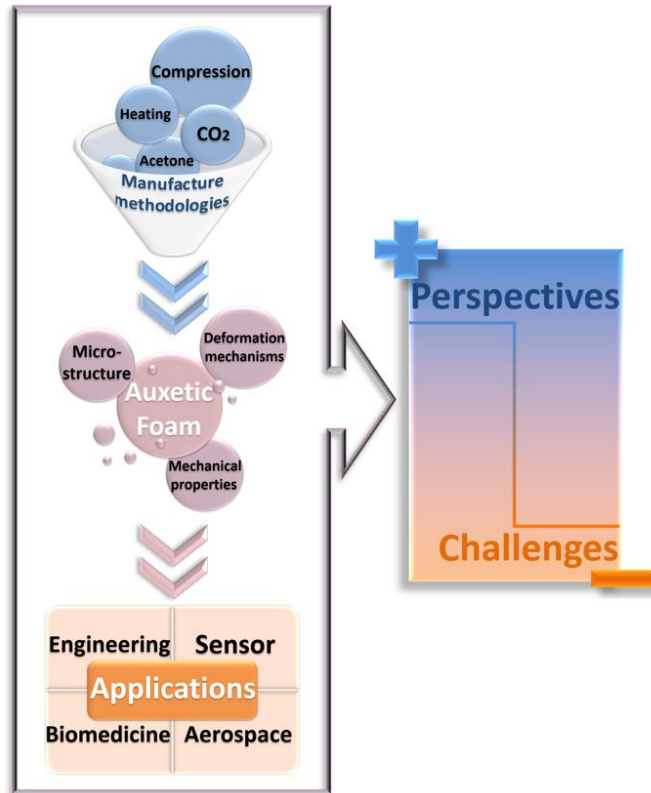 Compression
Heating
CO₂
Acetone
Manufacture
methodologies
Micro-
structure
Deformation
mechanisms
Auxetic
Foam
Mechanical
properties
Engineering
Sensor
Applications
Biomedicine
Aerospace
Perspectives
Challenges